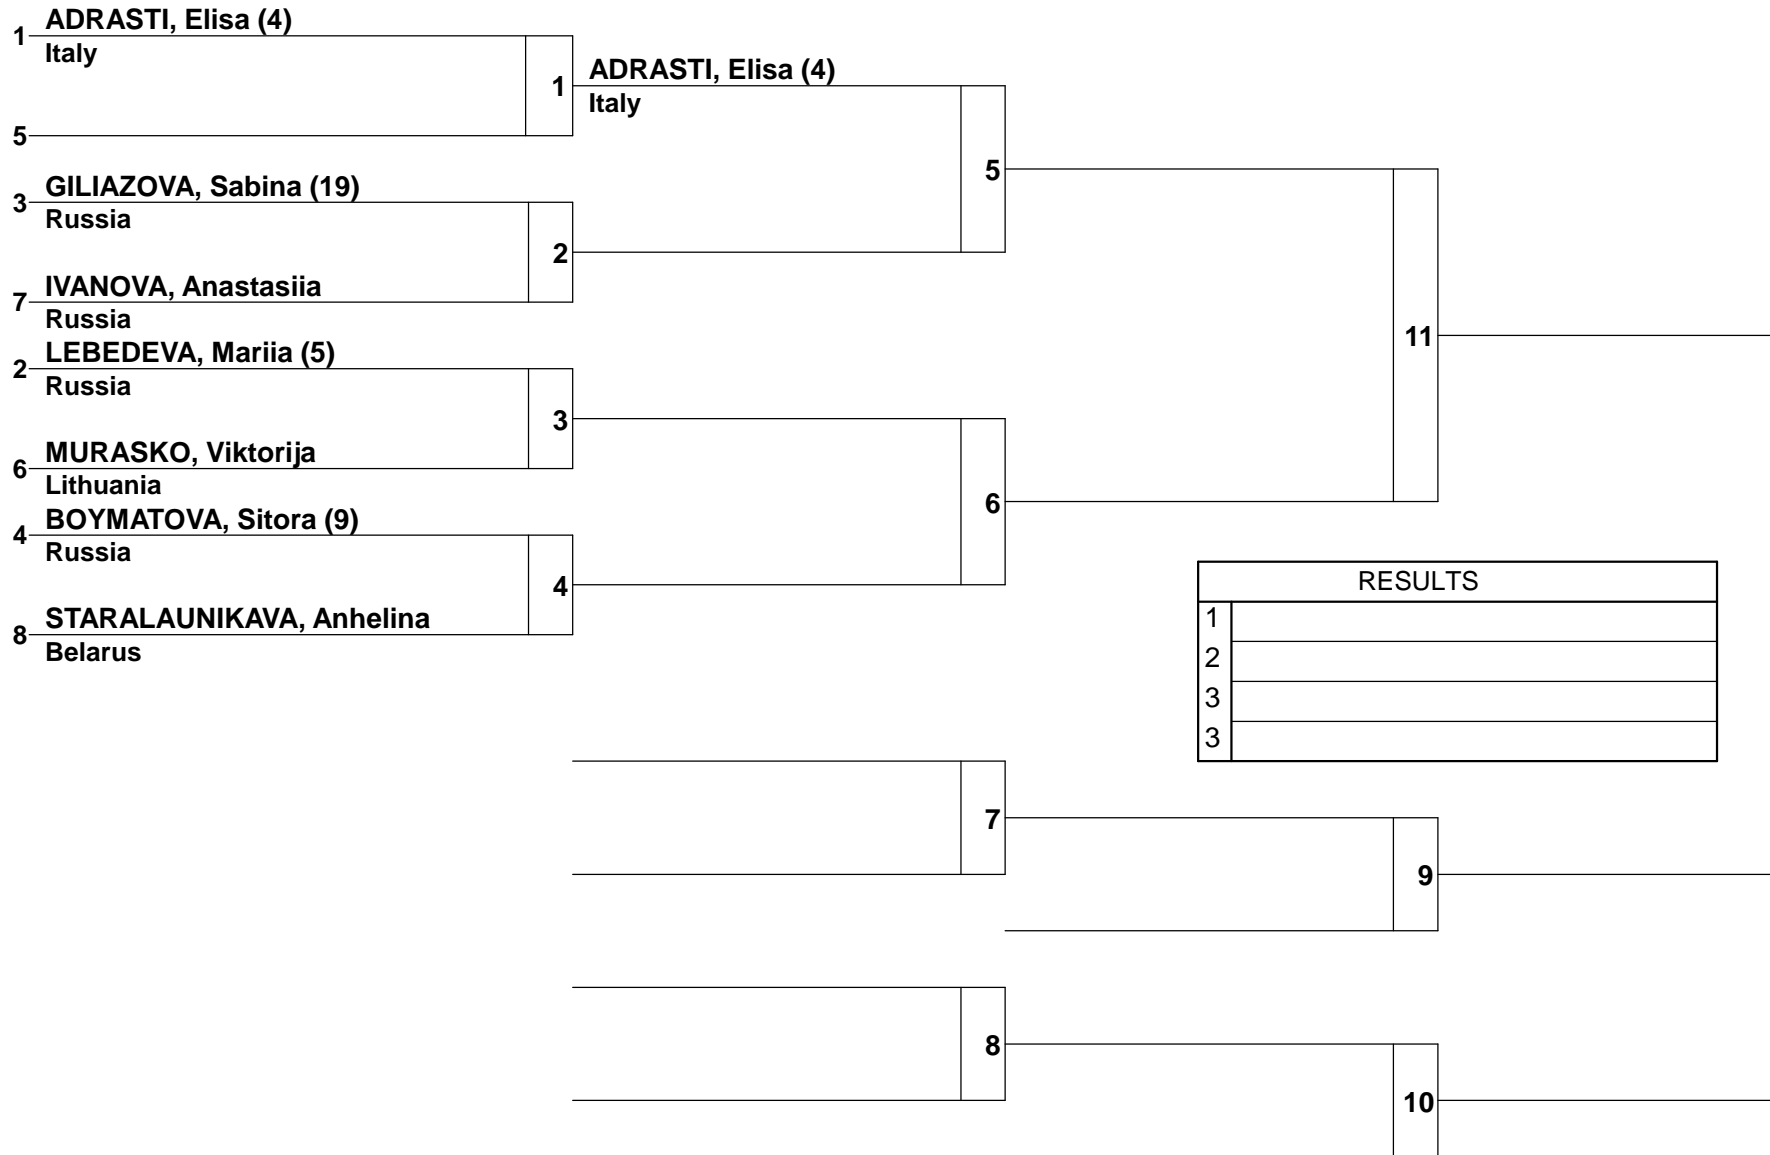 ADRASTI, Elisa (4)
1
Italy
ADRASTI, Elisa (4)
1
Italy
5
5
GILIAZOVA, Sabina (19)
3
Russia
2
IVANOVA, Anastasiia
7
Russia
11
LEBEDEVA, Mariia (5)
2
Russia
3
MURASKO, Viktorija
6
Lithuania
6
BOYMATOVA, Sitora (9)
4
Russia
4
STARALAUNIKAVA, Anhelina
8
Belarus
RESULTS
1
2
3
3
7
9
8
10